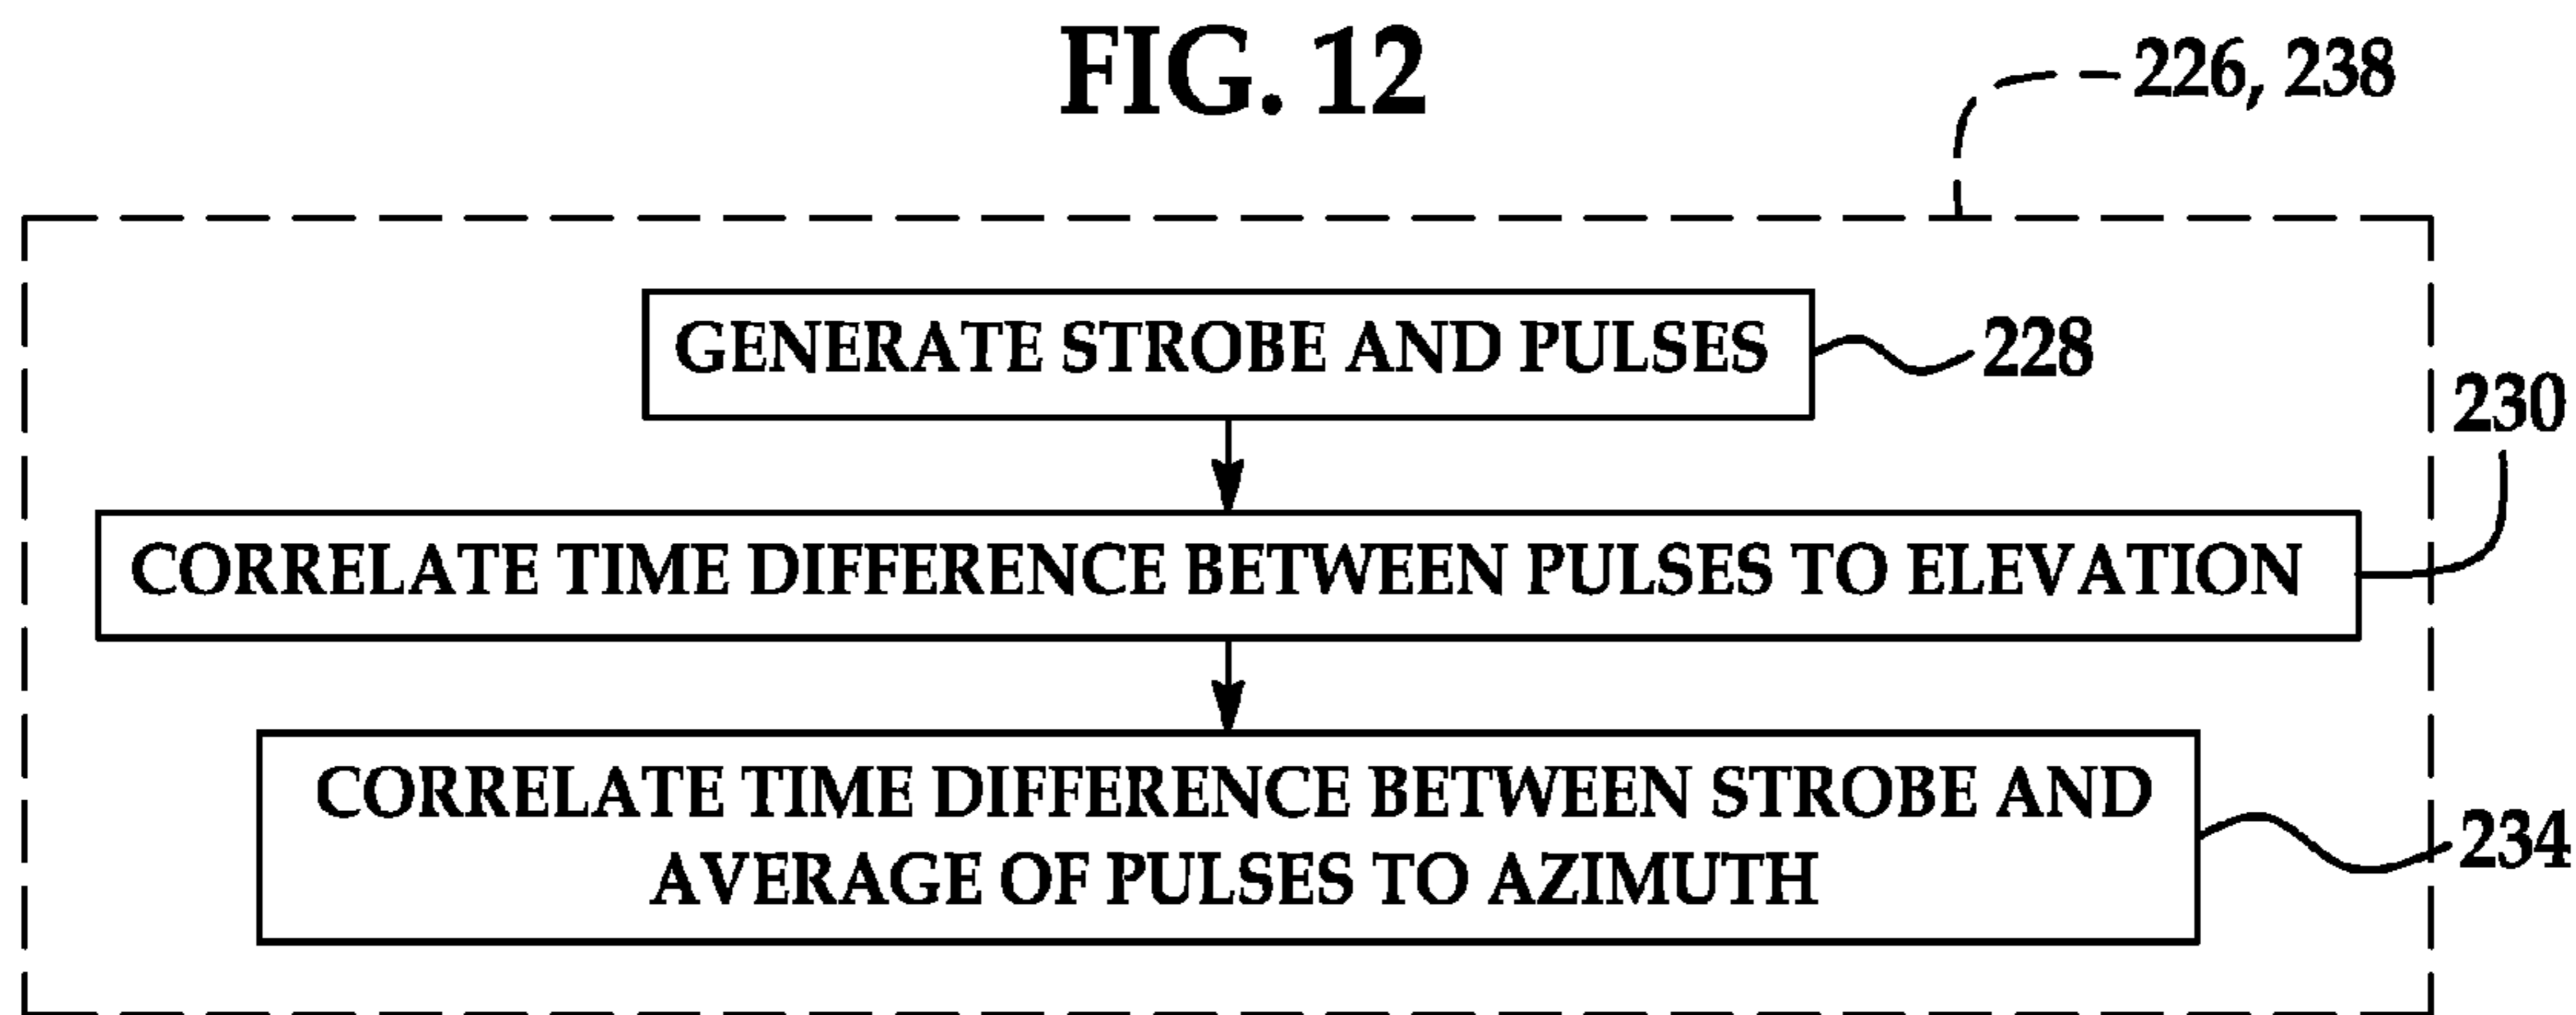 FIG. 12
226, 238
GENERATE STROBE AND PULSES
228
230
CORRELATE TIME DIFFERENCE BETWEEN PULSES TO ELEVATION
CORRELATE TIME DIFFERENCE BETWEEN STROBE AND
AVERAGE OF PULSES TO AZIMUTH
234